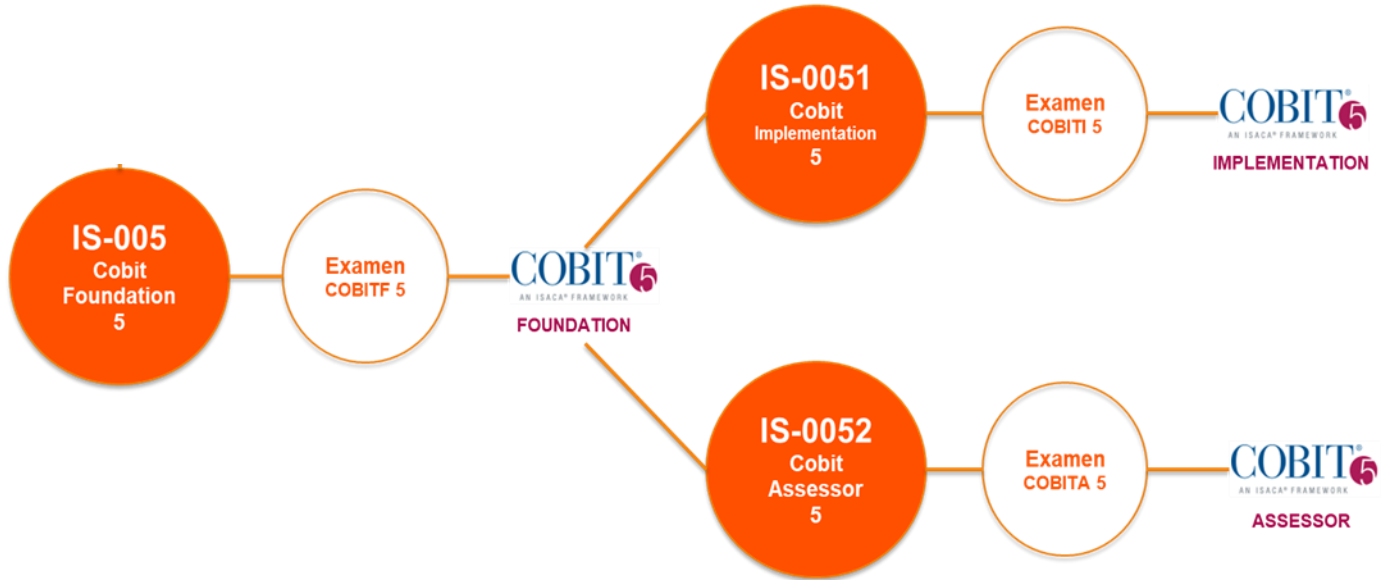 IS-005
Cobit
Foundation
5
Examen
COBITF 5
COBIT® 5
AN ISACA® FRAMEWORK
FOUNDATION
IS-0051
Cobit
Implementation
5
Examen
COBITI 5
COBIT® 5
AN ISACA® FRAMEWORK
IMPLEMENTATION
IS-0052
Cobit
Assessor
5
Examen
COBITA 5
COBIT® 5
AN ISACA® FRAMEWORK
ASSESSOR